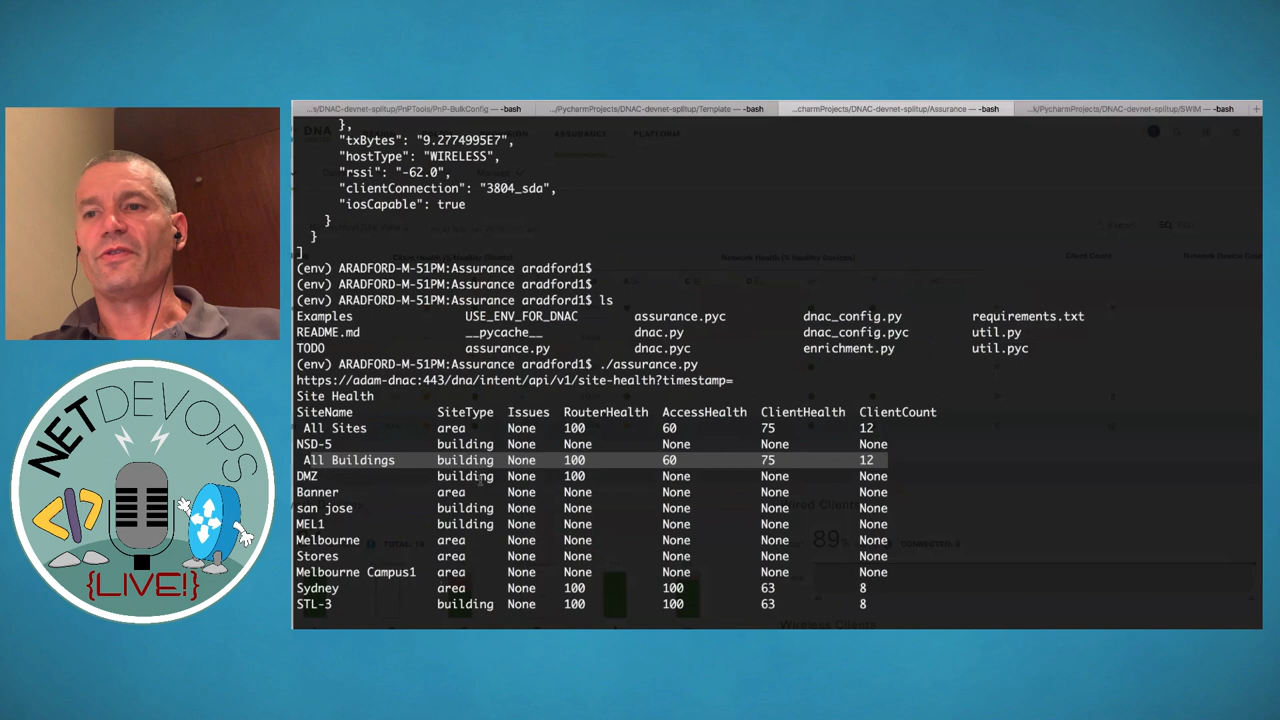 ...s/DNAC-devnet-splitup/PnPTools/PnP-BulkConfig — -bash
.../PycharmProjects/DNAC-devnet-splitup/Template — -bash
...charmProjects/DNAC-devnet-splitup/Assurance — -bash
...k/PycharmProjects/DNAC-devnet-splitup/SWIM — -bash
},
"txBytes": "9.2774995E7",
"hostType": "WIRELESS",
"rssi": "-62.0",
"clientConnection": "3804_sda",
"iosCapable": true
}
}
]
(env) ARADFORD-M-51PM:Assurance aradford1$
(env) ARADFORD-M-51PM:Assurance aradford1$
(env) ARADFORD-M-51PM:Assurance aradford1$ ls
Examples USE_ENV_FOR_DNAC assurance.pyc dnac_config.py requirements.txt
README.md __pycache__ dnac.py dnac_config.pyc util.py
TODO assurance.py dnac.pyc enrichment.py util.pyc
(env) ARADFORD-M-51PM:Assurance aradford1$ ./assurance.py
https://adam-dnac:443/dna/intent/api/v1/site-health?timestamp=
Site Health
SiteName SiteType Issues RouterHealth AccessHealth ClientHealth ClientCount
All Sites area None 100 60 75 12
NSD-5 building None None None None None
All Buildings building None 100 60 75 12
DMZ building None 100 None None None
Banner area None None None None None
san jose building None None None None None
MEL1 building None None None None None
Melbourne area None None None None None
Stores area None None None None None
Melbourne Campus1 area None None None None None
Sydney area None 100 100 63 8
STL-3 building None 100 100 63 8
DNA
ASSURANCE
PLATFORM
89
Wireless Clients
NETDEVOPS
{LIVE!}